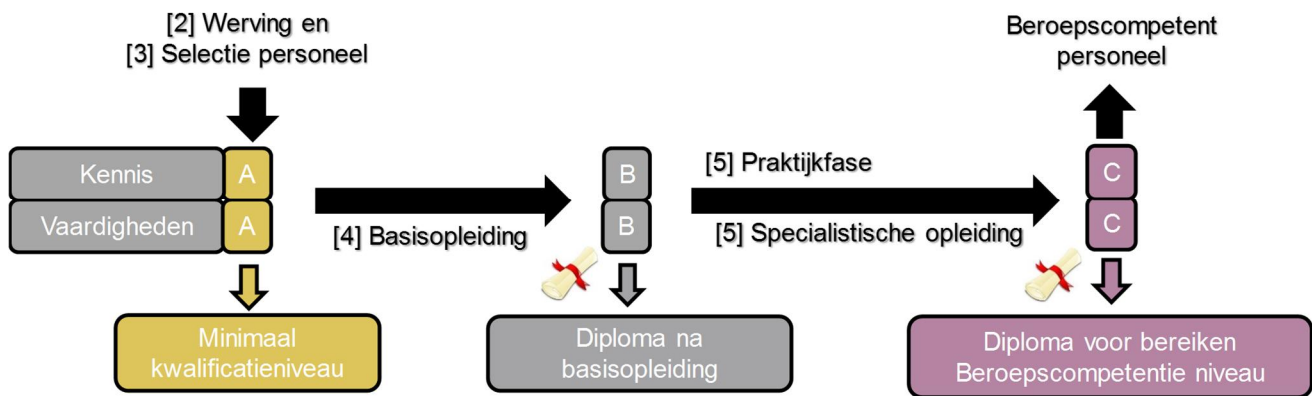 [2] Werving en
[3] Selectie personeel
Beroepscompetent
personeel
Kennis
A
B
[5] Praktijkfase
C
Vaardigheden
A
[4] Basisopleiding
B
[5] Specialistische opleiding
C
Minimaal
kwalificatieniveau
Diploma na
basisopleiding
Diploma voor bereiken
Beroepscompetentie niveau